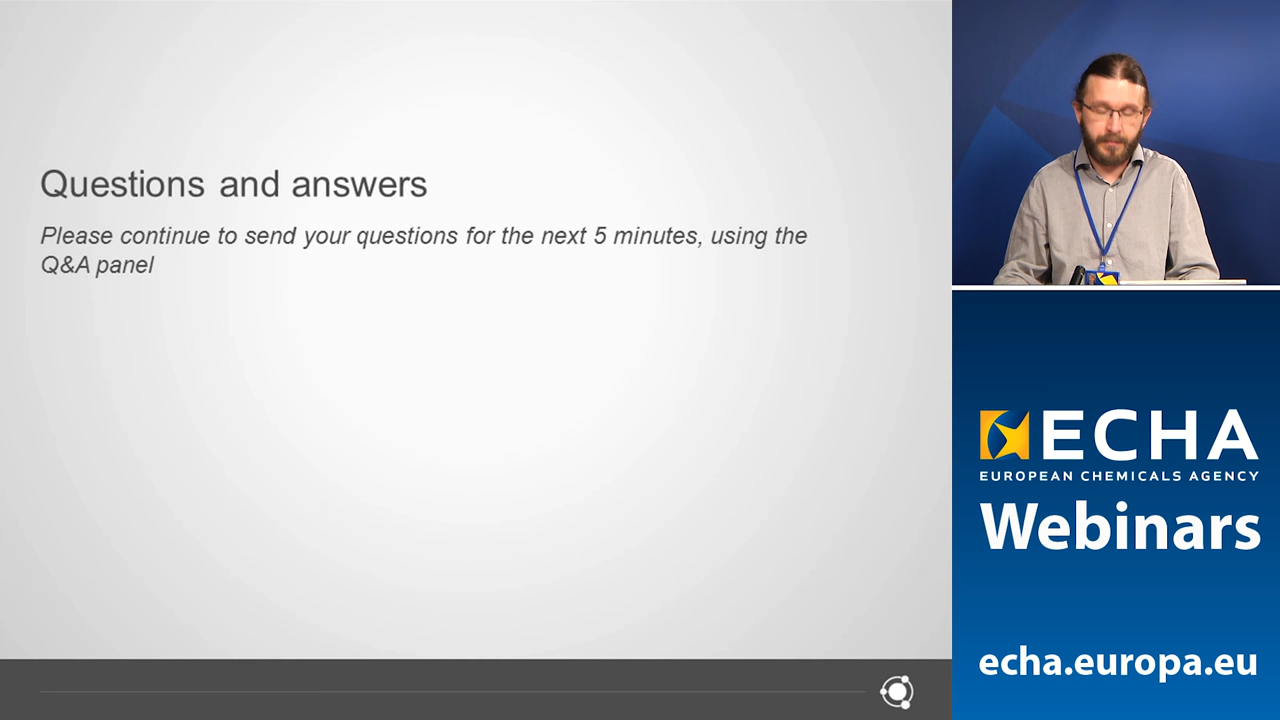 Questions and answers
Please continue to send your questions for the next 5 minutes, using the
Q&A panel
ECHA
EUROPEAN CHEMICALS AGENCY
Webinars
echa.europa.eu